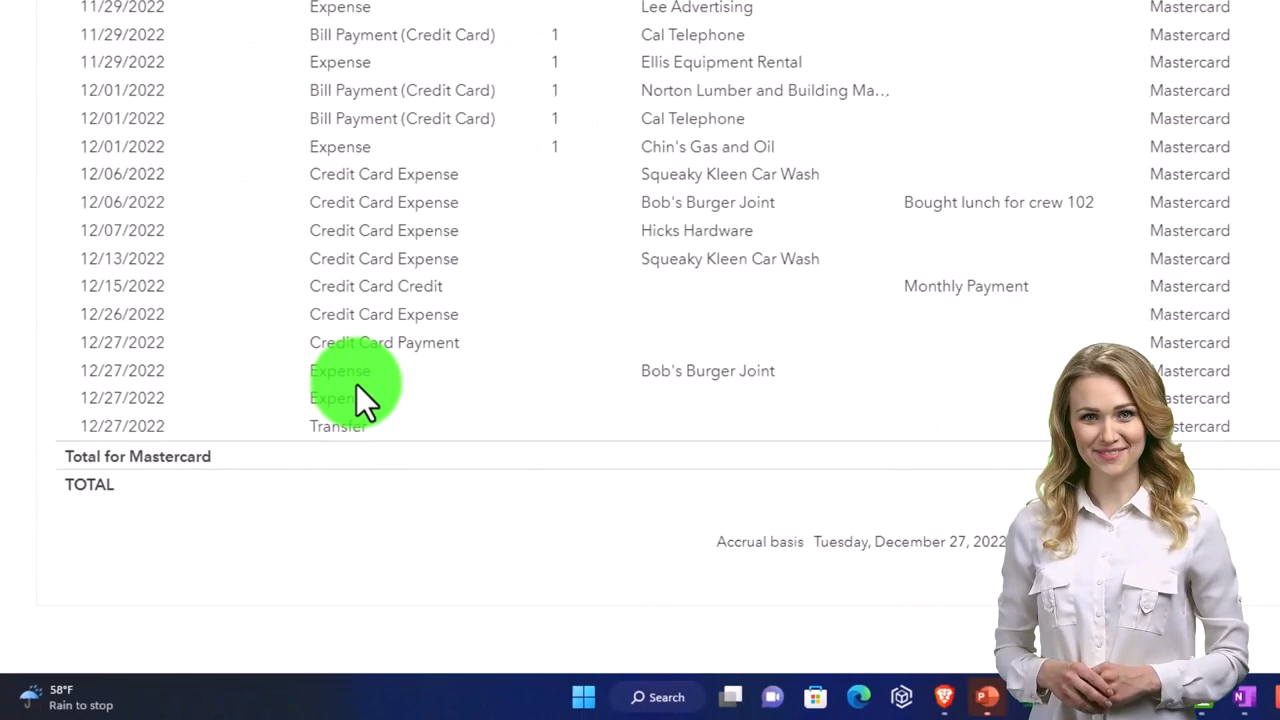 11/29/2022 Expense Lee Advertising Mastercard
11/29/2022 Bill Payment (Credit Card) 1 Cal Telephone Mastercard
11/29/2022 Expense 1 Ellis Equipment Rental Mastercard
12/01/2022 Bill Payment (Credit Card) 1 Norton Lumber and Building Ma... Mastercard
12/01/2022 Bill Payment (Credit Card) 1 Cal Telephone Mastercard
12/01/2022 Expense 1 Chin's Gas and Oil Mastercard
12/06/2022 Credit Card Expense Squeaky Kleen Car Wash Mastercard
12/06/2022 Credit Card Expense Bob's Burger Joint Bought lunch for crew 102 Mastercard
12/07/2022 Credit Card Expense Hicks Hardware Mastercard
12/13/2022 Credit Card Expense Squeaky Kleen Car Wash Mastercard
12/15/2022 Credit Card Credit Monthly Payment Mastercard
12/26/2022 Credit Card Expense Mastercard
12/27/2022 Credit Card Payment Mastercard
12/27/2022 Expense Bob's Burger Joint Mastercard
12/27/2022
12/27/2022 Transfer
Total for Mastercard
TOTAL
Accrual basis Tuesday, December 27, 2022
58°F
Rain to stop
Search